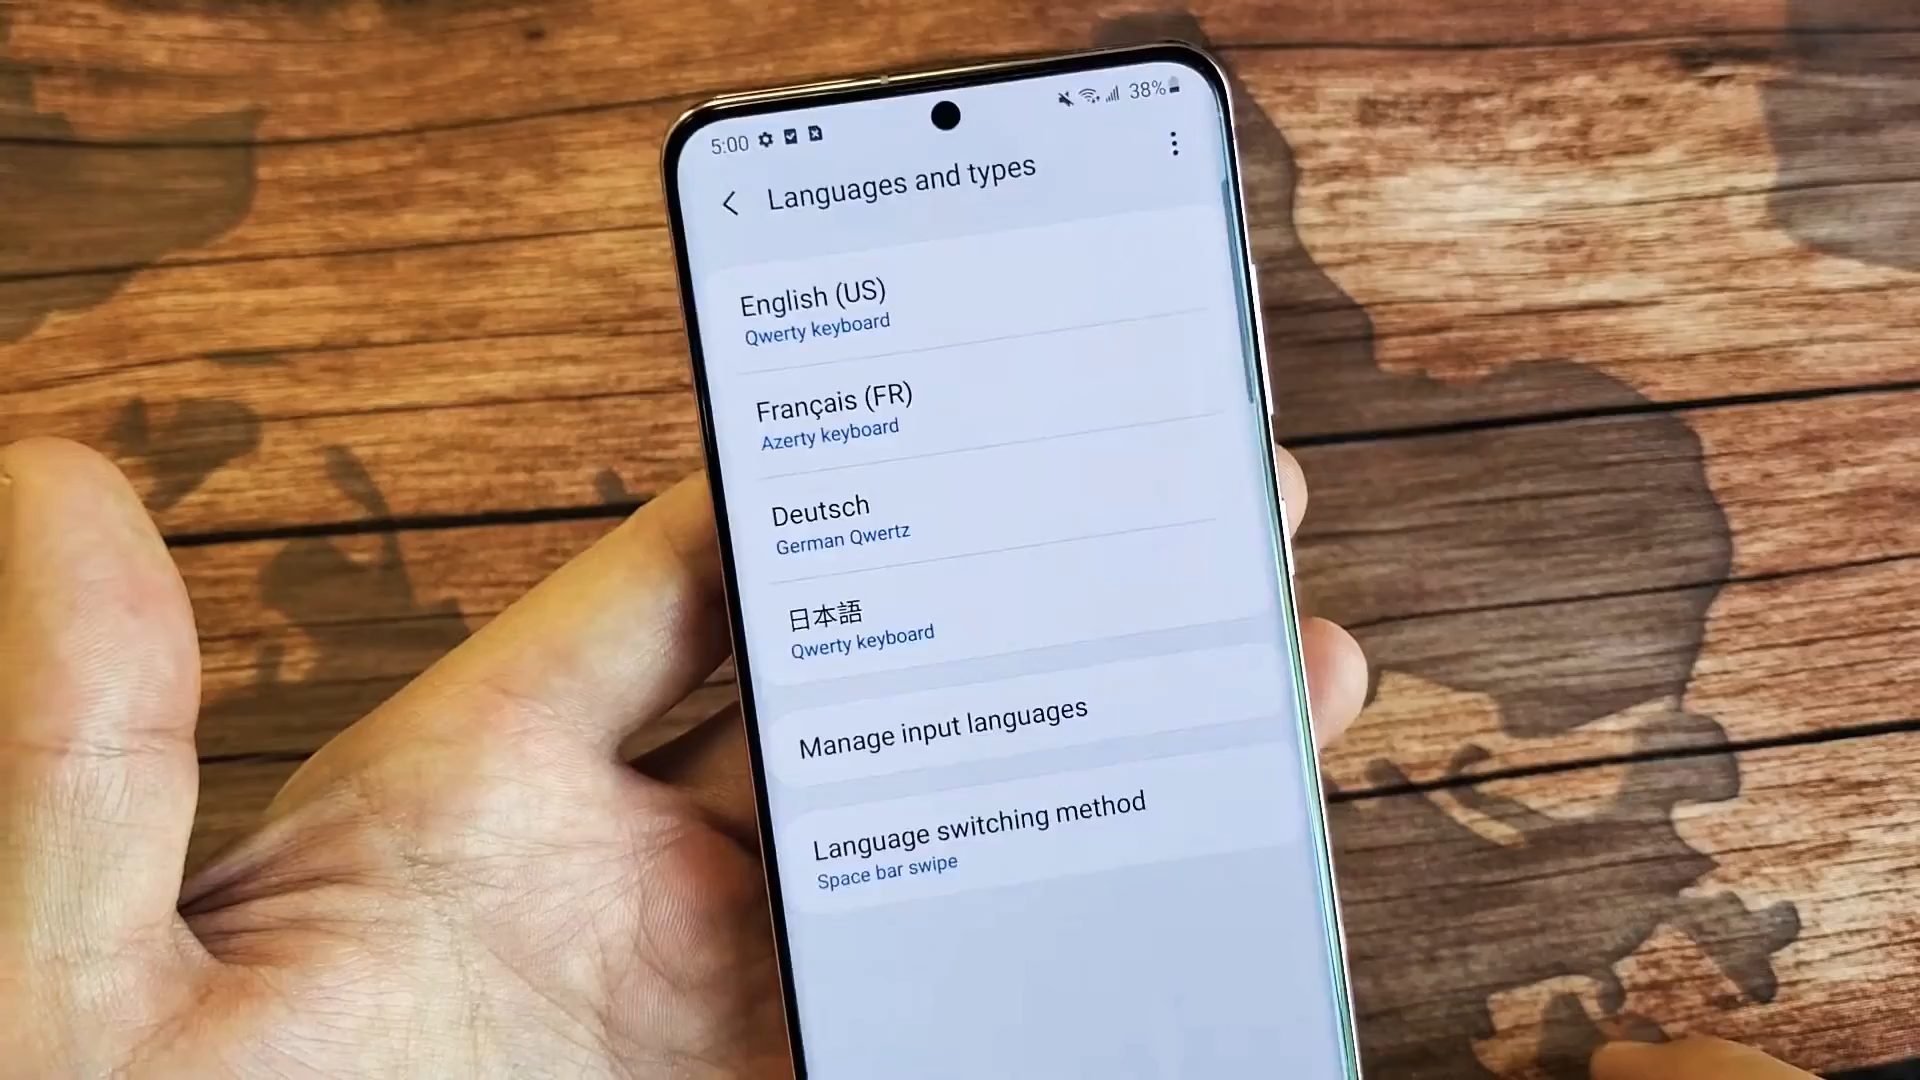 5:00 38%
Languages and types
English (US)
Qwerty keyboard
Français (FR)
Azerty keyboard
Deutsch
German Qwertz
日本語
Qwerty keyboard
Manage input languages
Language switching method
Space bar swipe